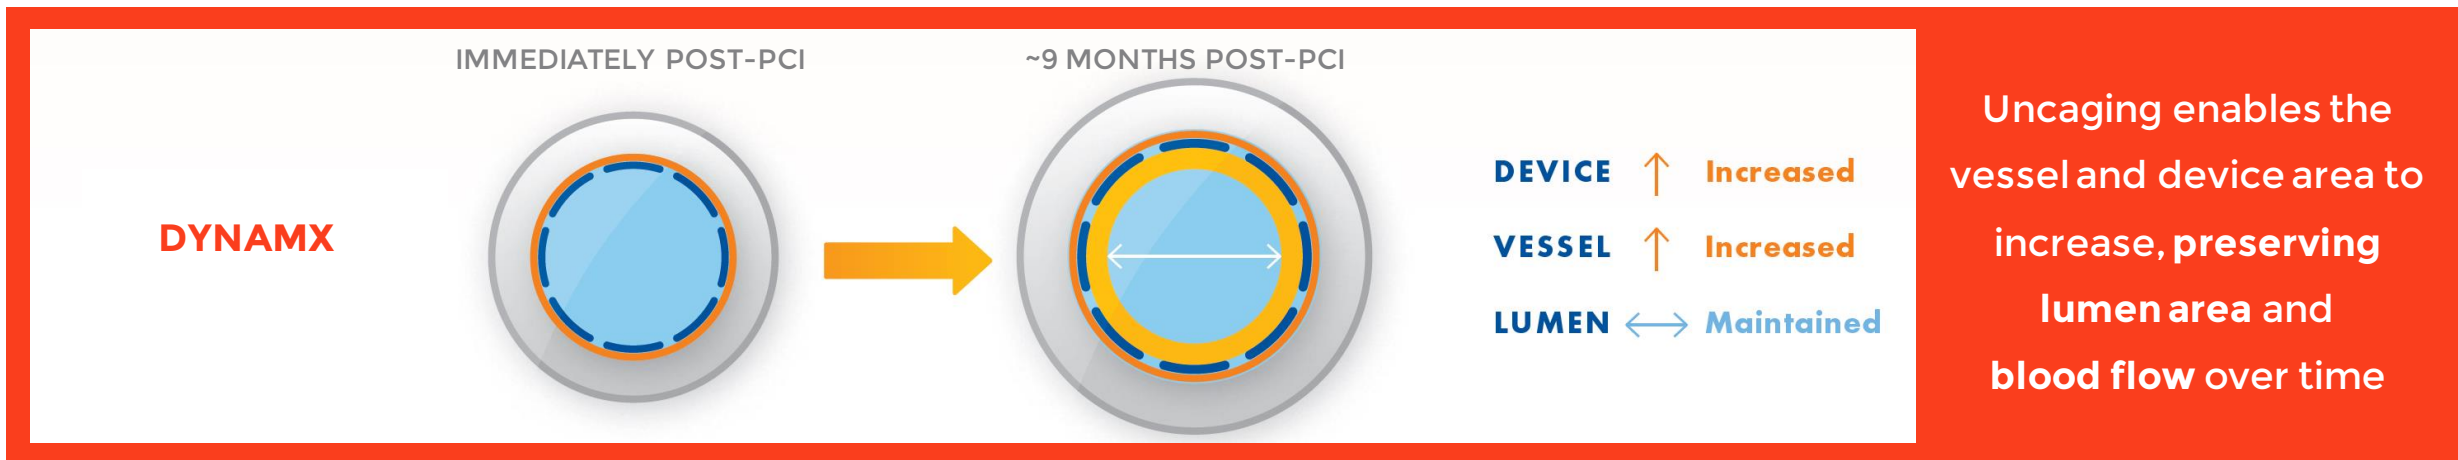 IMMEDIATELY POST-PCI
~9 MONTHS POST-PCI
DYNAMX
DEVICE ↑ Increased
VESSEL ↑ Increased
LUMEN ↔ Maintained
Uncaging enables the
vessel and device area to
increase, preserving
lumen area and
blood flow over time